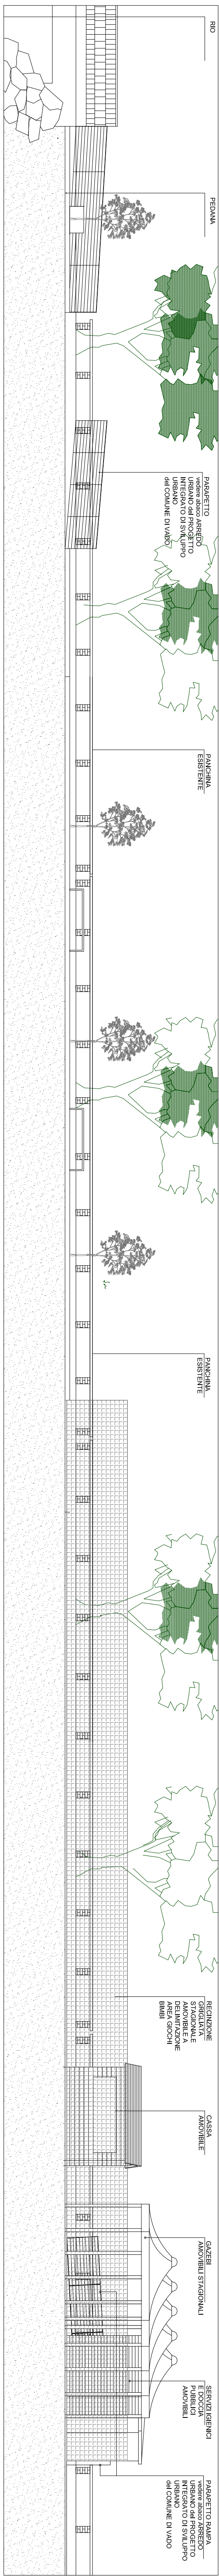 RIO
PEDANA
PARAPETTO
vedere abaco ARREDO
URBANO del PROGETTO
INTEGRATO DI SVILUPPO
URBANO
del COMUNE DI VADO
PANCHINA
ESISTENTE
PANCHINA
ESISTENTE
RECINZIONE
GRIGLIATA
STAGIONALE
AMOVIBILE A
DELIMITAZIONE
AREA GIOCHI
BIMBI
CASSA
AMOVIBILE
GAZEBI
AMOVIBILI STAGIONALI
SERVIZI IGIENICI
E DOCCIA
PUBBLICI
AMOVIBILI
PARAPETTO RAMPA
vedere abaco ARREDO
URBANO del PROGETTO
INTEGRATO DI SVILUPPO
URBANO
del COMUNE DI VADO